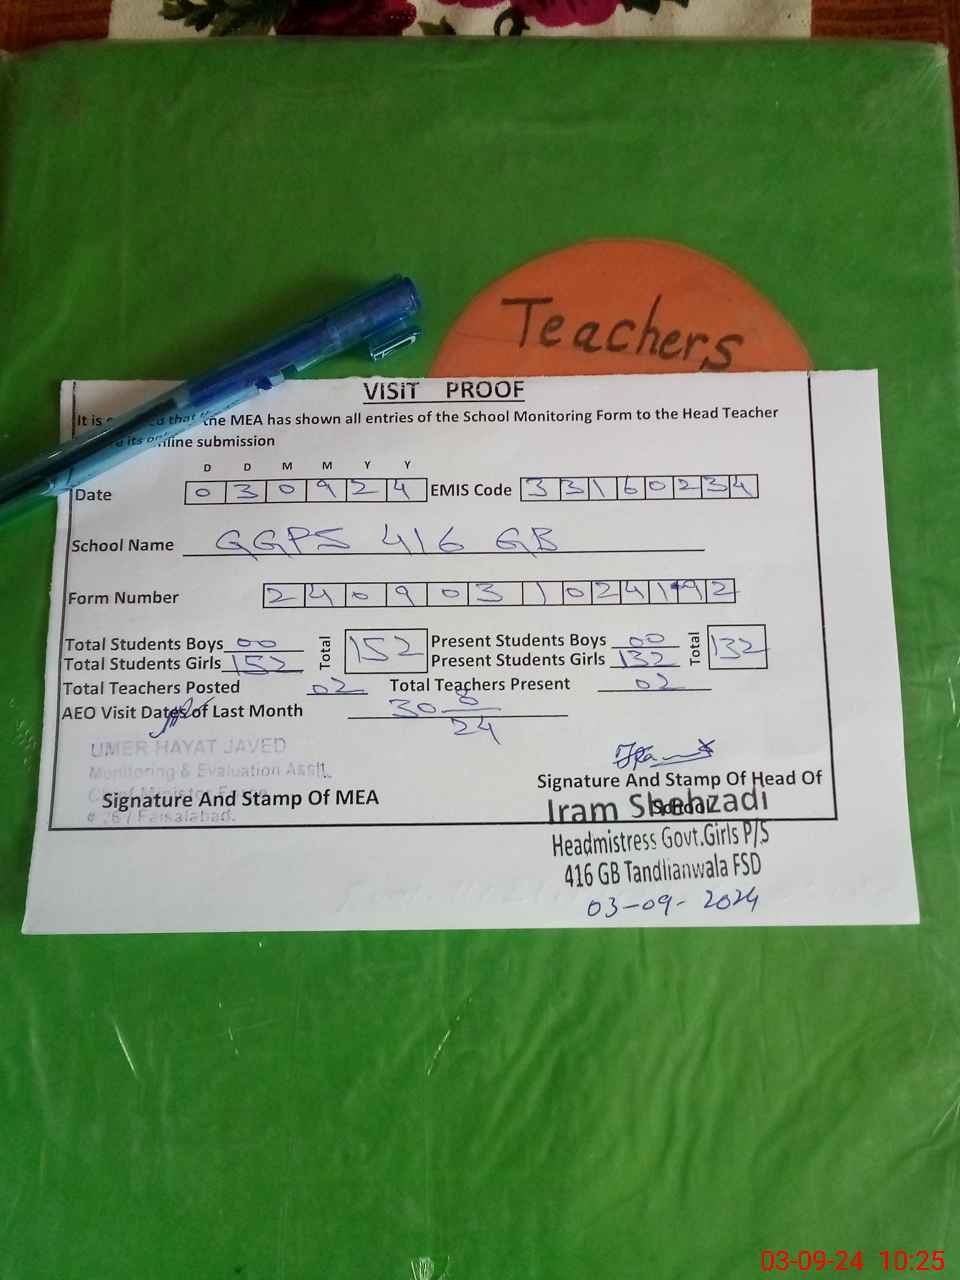 Teachers
VISIT PROOF
It is that the MEA has shown all entries of the School Monitoring Form to the Head Teacher
its online submission
D D M M Y Y
Date 0 3 0 9 2 4 EMIS Code 3 3 1 6 0 2 3 4
School Name GGPS 416 GB
Form Number 2 4 0 9 0 3 1 0 2 4 1 9 2
Total Students Boys 00 Total 152 Present Students Boys 00 Total 132
Total Students Girls 152 Present Students Girls 132
Total Teachers Posted 02 Total Teachers Present 02
AEO Visit Dates of Last Month 30 8
24
UMER HAYAT JAVED
Monitoring & Evaluation Asstt.
Signature And Stamp Of Head Of
School
Signature And Stamp Of MEA
Iram Shehzadi
Faisalabad.
Headmistress Govt.Girls P/S
416 GB Tandlianwala FSD
03-09-2024
03-09-24 10:25